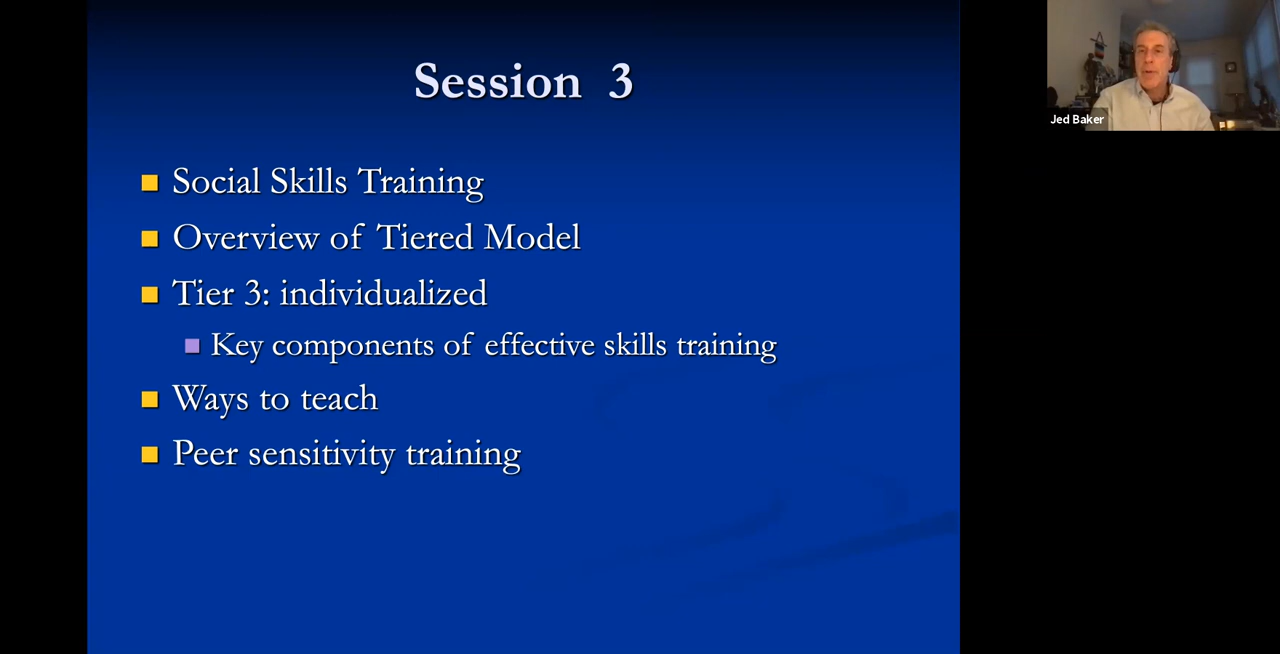 Session 3
Social Skills Training
Overview of Tiered Model
Tier 3: individualized
Key components of effective skills training
Ways to teach
Peer sensitivity training
Jed Baker